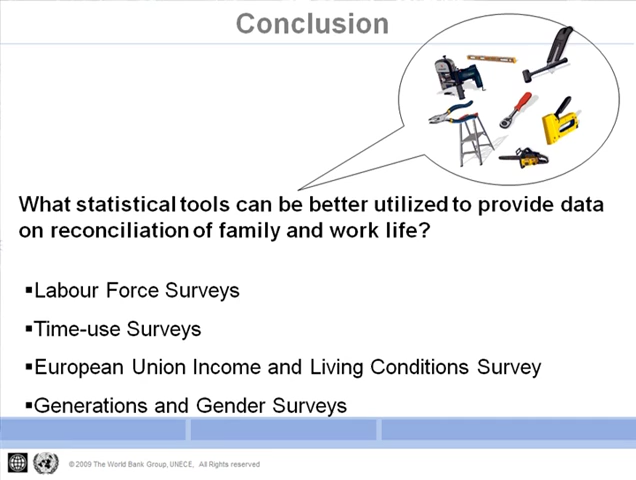 Conclusion
What statistical tools can be better utilized to provide data
on reconciliation of family and work life?
▪Labour Force Surveys
▪Time-use Surveys
▪European Union Income and Living Conditions Survey
▪Generations and Gender Surveys
© 2009 The World Bank Group, UNECE, All Rights reserved